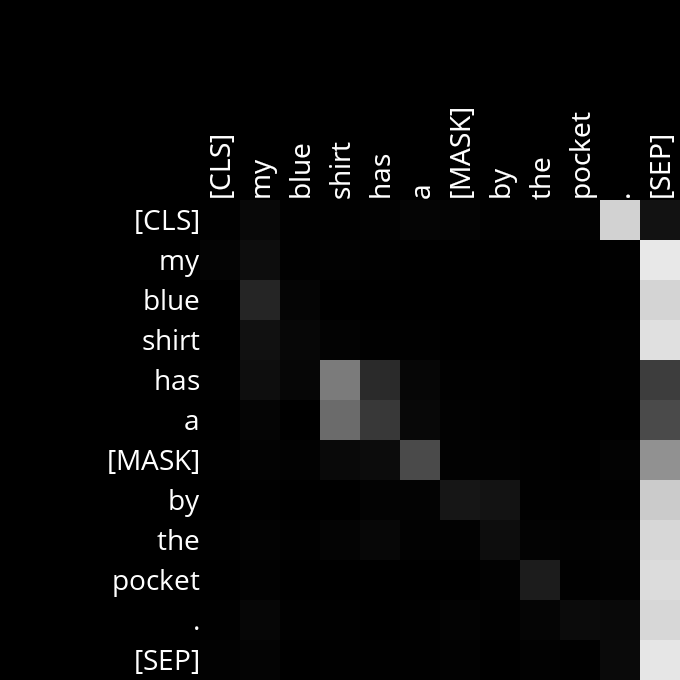 [CLS] my blue shirt has a [MASK] by the pocket . [SEP]
[CLS]
my
blue
shirt
has
a
[MASK]
by
the
pocket
.
[SEP]